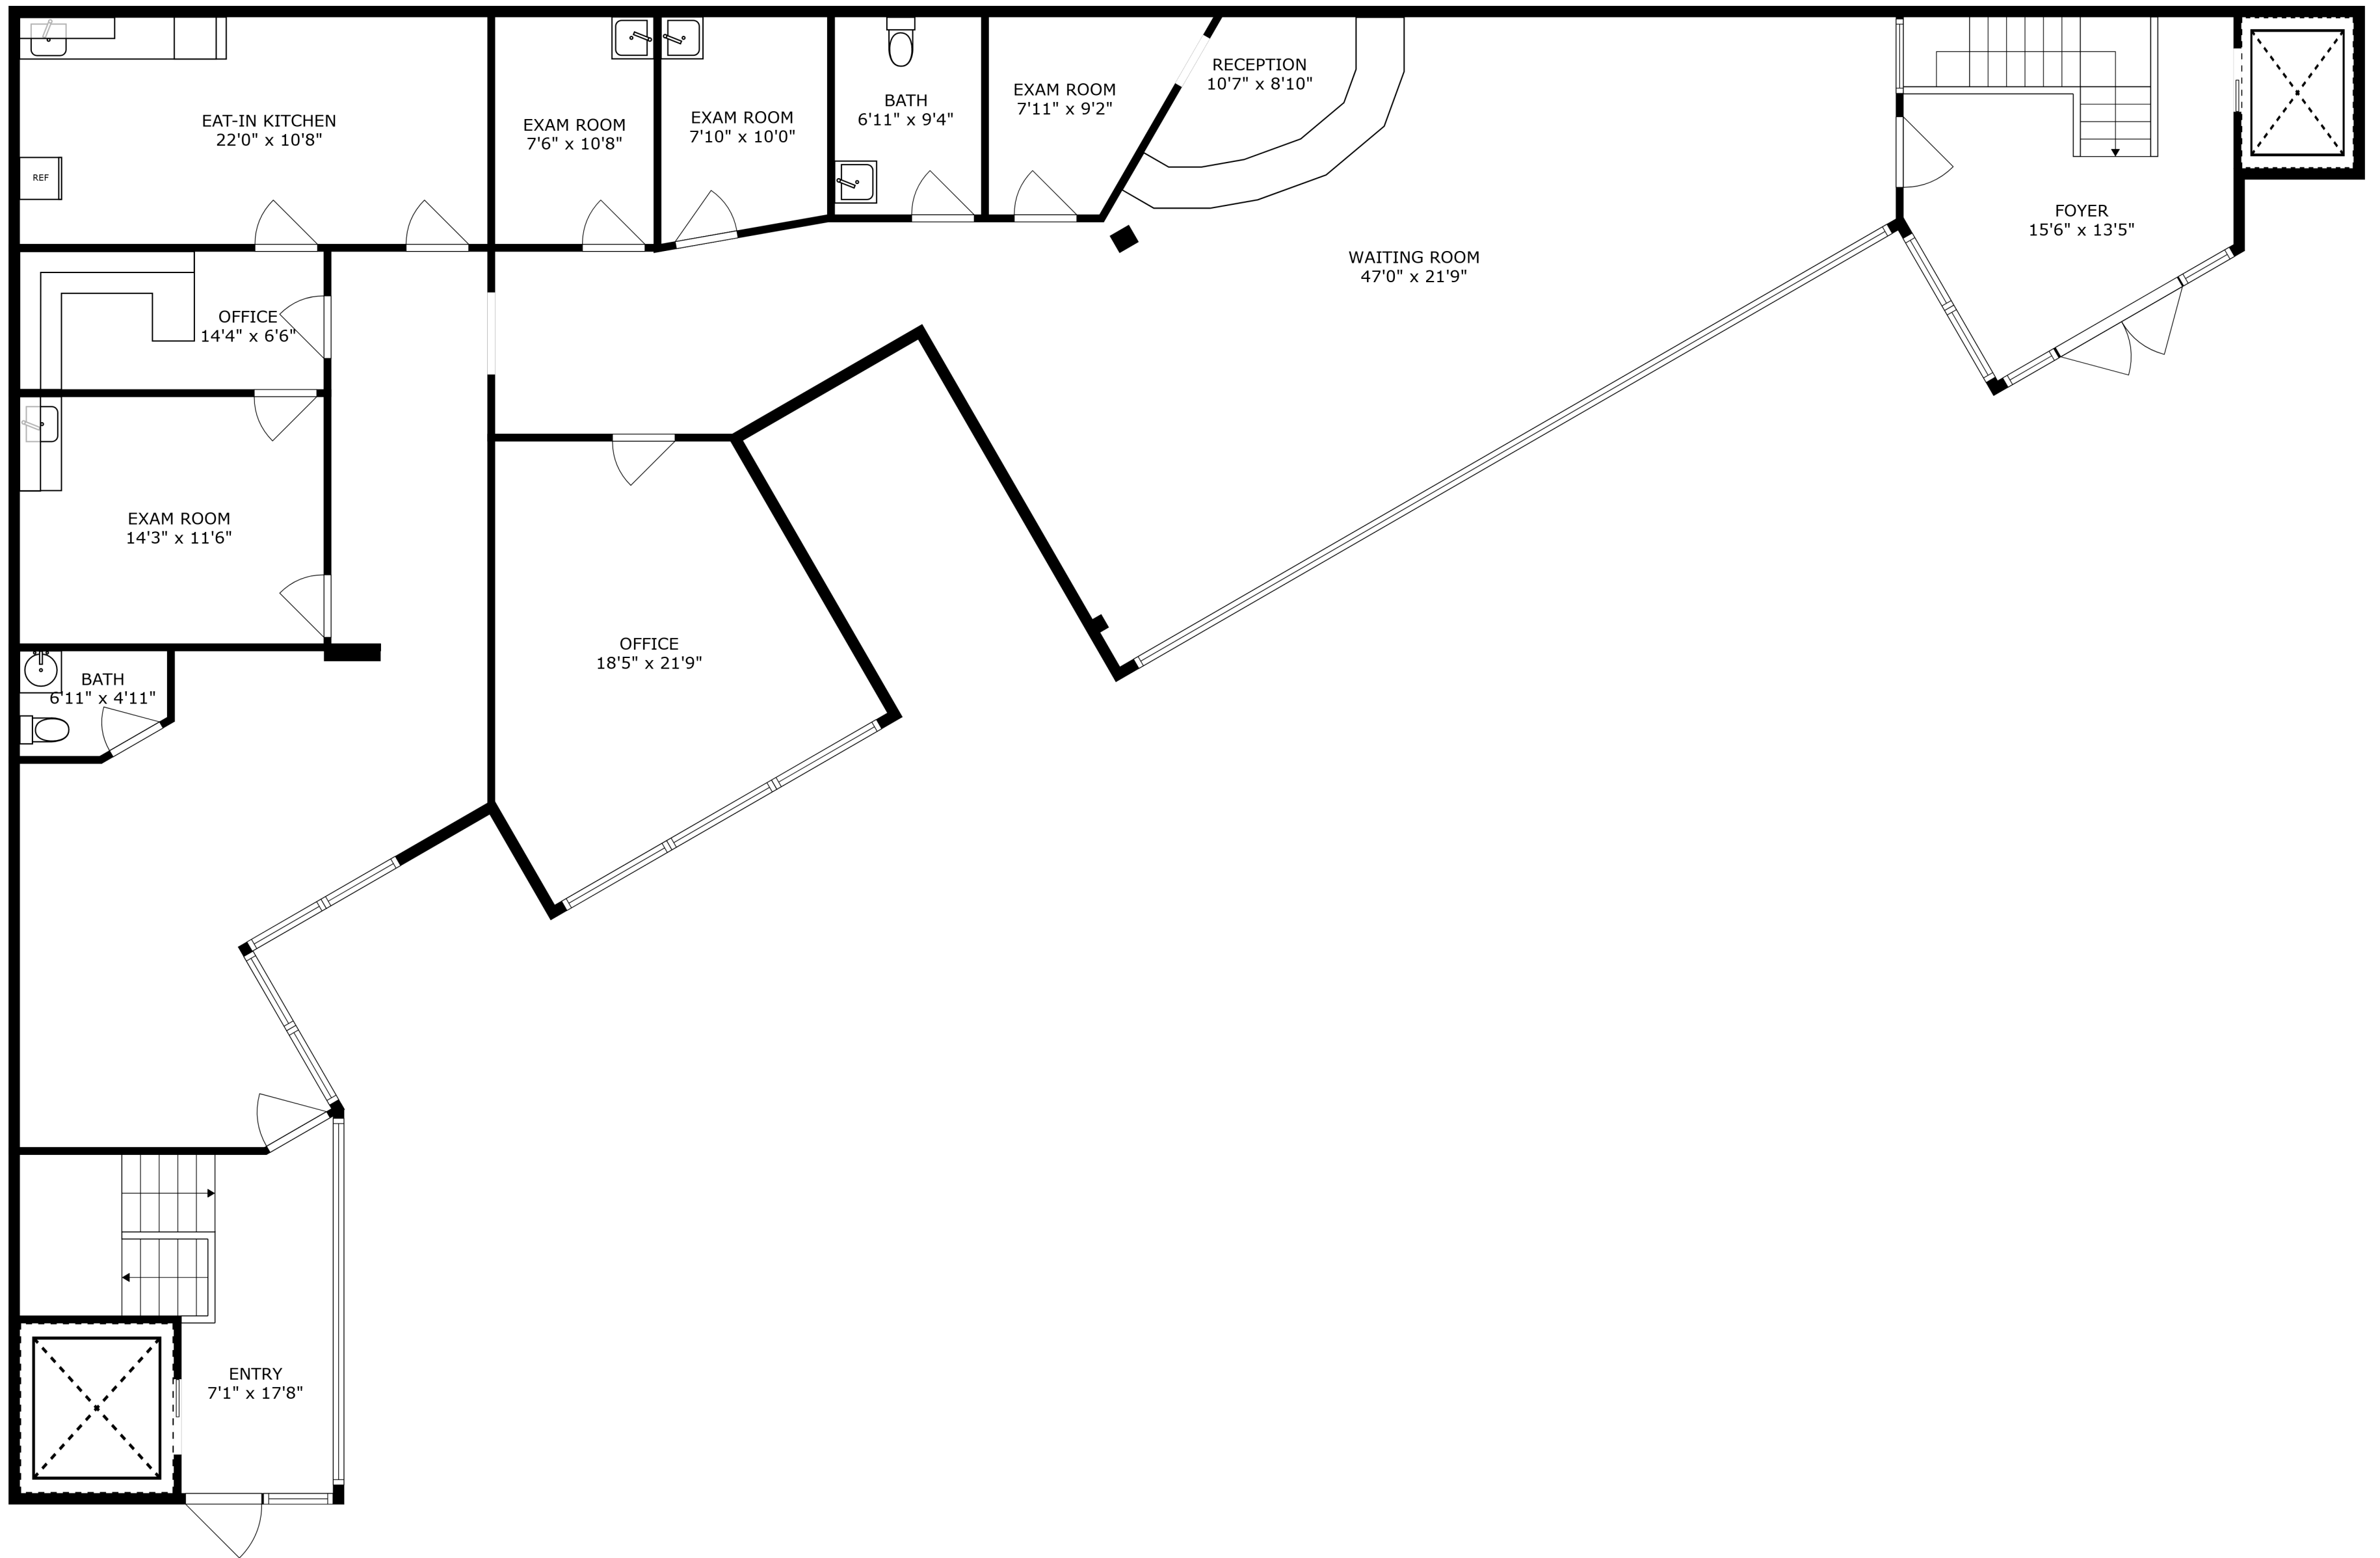 EAT-IN KITCHEN
22'0" x 10'8"
EXAM ROOM
7'6" x 10'8"
EXAM ROOM
7'10" x 10'0"
BATH
6'11" x 9'4"
EXAM ROOM
7'11" x 9'2"
RECEPTION
10'7" x 8'10"
REF
FOYER
15'6" x 13'5"
WAITING ROOM
47'0" x 21'9"
OFFICE
14'4" x 6'6"
EXAM ROOM
14'3" x 11'6"
OFFICE
18'5" x 21'9"
BATH
6'11" x 4'11"
ENTRY
7'1" x 17'8"